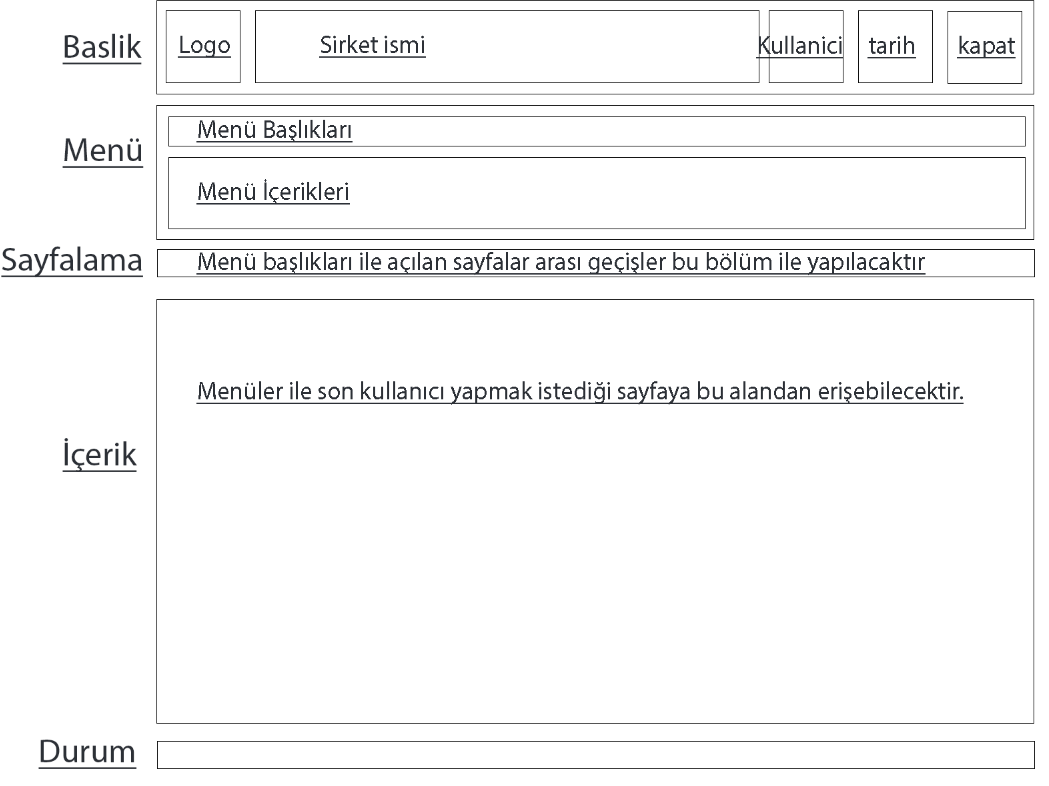 Baslik
Logo
Sirket ismi
Kullanici
tarih
kapat
Menü
Menü Başlıkları
Menü İçerikleri
Sayfalama
Menü başlıkları ile açılan sayfalar arası geçişler bu bölüm ile yapılacaktır
Menüler ile son kullanıcı yapmak istediği sayfaya bu alandan erişebilecektir.
İçerik
Durum